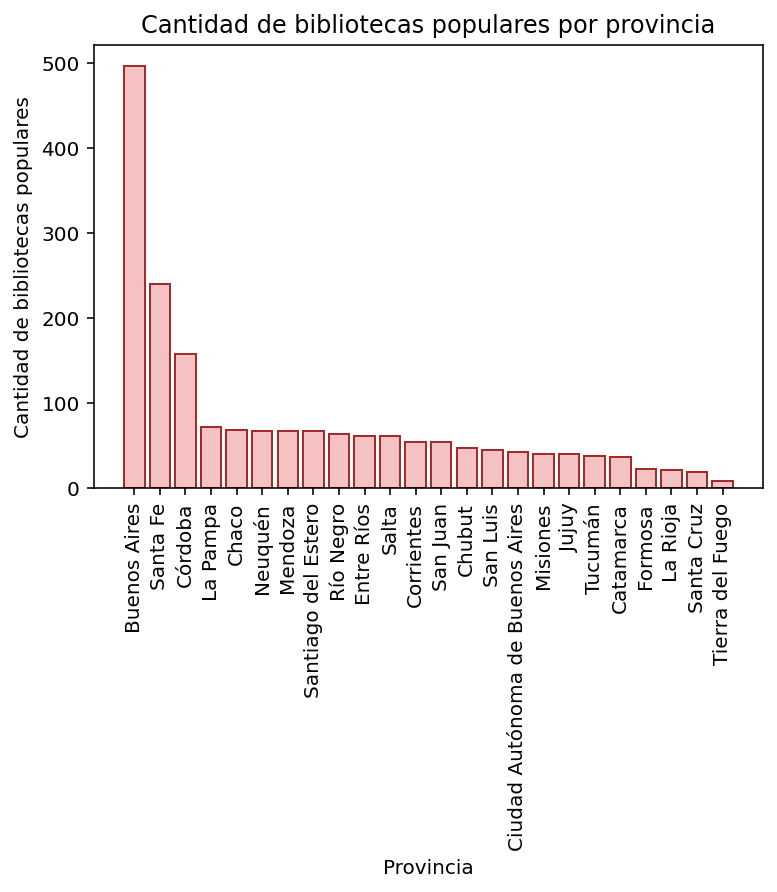 Cantidad de bibliotecas populares por provincia
Cantidad de bibliotecas populares
500
400
300
200
100
0
Buenos Aires
Santa Fe
Córdoba
La Pampa
Chaco
Neuquén
Mendoza
Santiago del Estero
Río Negro
Entre Ríos
Salta
Corrientes
San Juan
Chubut
San Luis
Ciudad Autónoma de Buenos Aires
Misiones
Jujuy
Tucumán
Catamarca
Formosa
La Rioja
Santa Cruz
Tierra del Fuego
Provincia